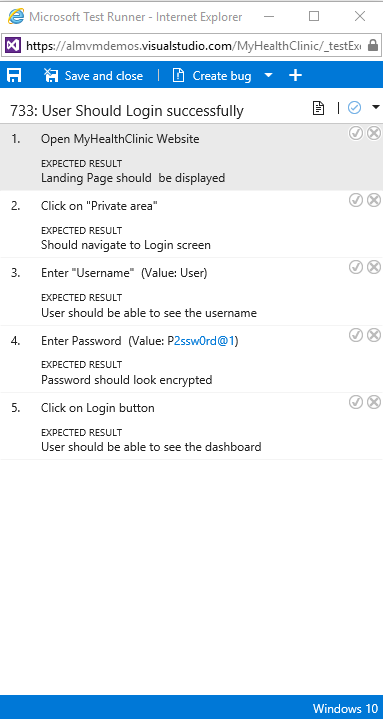 Microsoft Test Runner - Internet Explorer
https://almvmdemos.visualstudio.com/MyHealthClinic/_testExe
Save and close | Create bug
733: User Should Login successfully
1. Open MyHealthClinic Website
EXPECTED RESULT
Landing Page should  be displayed
2. Click on "Private area"
EXPECTED RESULT
Should navigate to Login screen
3. Enter "Username"  (Value: User)
EXPECTED RESULT
User should be able to see the username
4. Enter Password  (Value: P2ssw0rd@1)
EXPECTED RESULT
Password should look encrypted
5. Click on Login button
EXPECTED RESULT
User should be able to see the dashboard
Windows 10